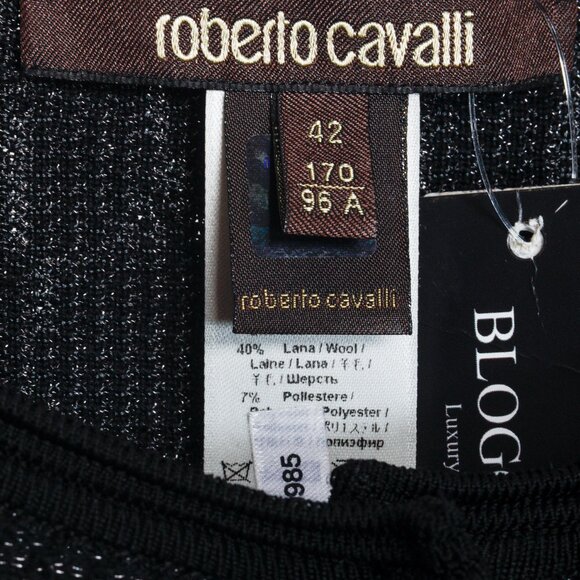 roberto cavalli
42
170
96 A
roberto cavalli
40% Lana / Wool /
Laine / Lana / 羊毛 /
羊毛 / Шерсть
7% Poliestere /
Polyester /
985
BLOG
Luxury